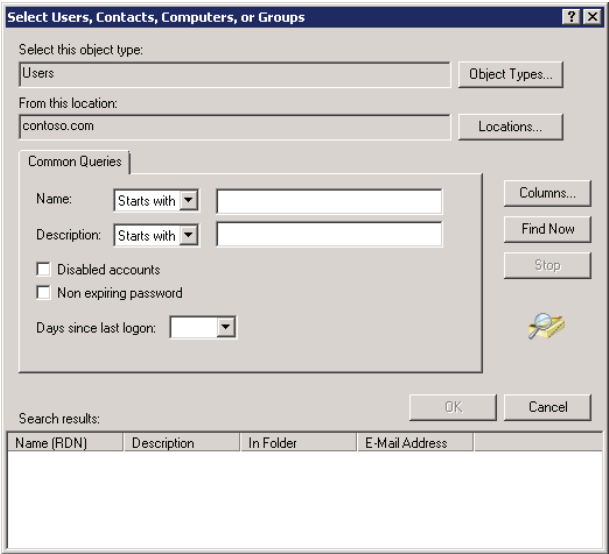 Select Users, Contacts, Computers, or Groups
Select this object type:
Users
Object Types...
From this location:
contoso.com
Locations...
Common Queries
Name: Starts with
Columns...
Description: Starts with
Find Now
Disabled accounts
Stop
Non expiring password
Days since last logon:
OK
Cancel
Search results:
Name (RDN) Description In Folder E-Mail Address